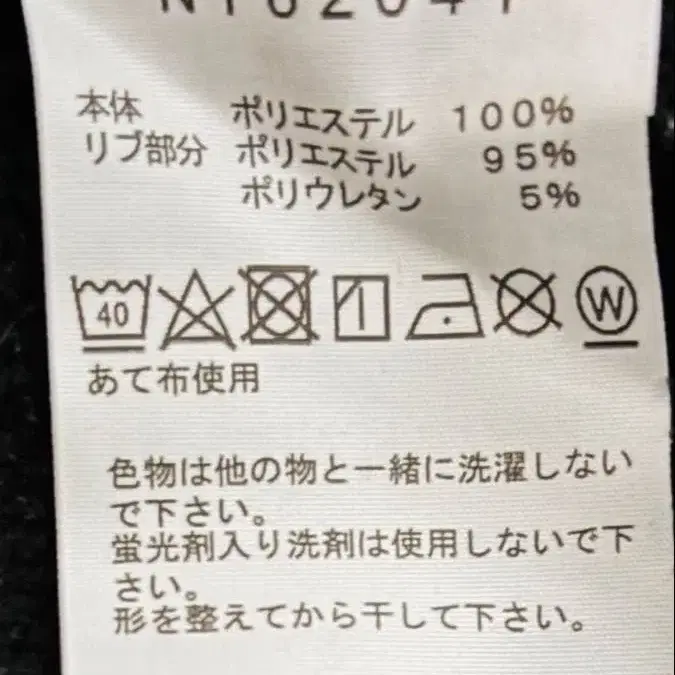 本体 ポリエステル 100%
リブ部分 ポリエステル 95%
ポリウレタン 5%
40 W
あて布使用
色物は他の物と一緒に洗濯しない
で下さい。
蛍光剤入り洗剤は使用しないで下
さい。
形を整えてから干して下さい。